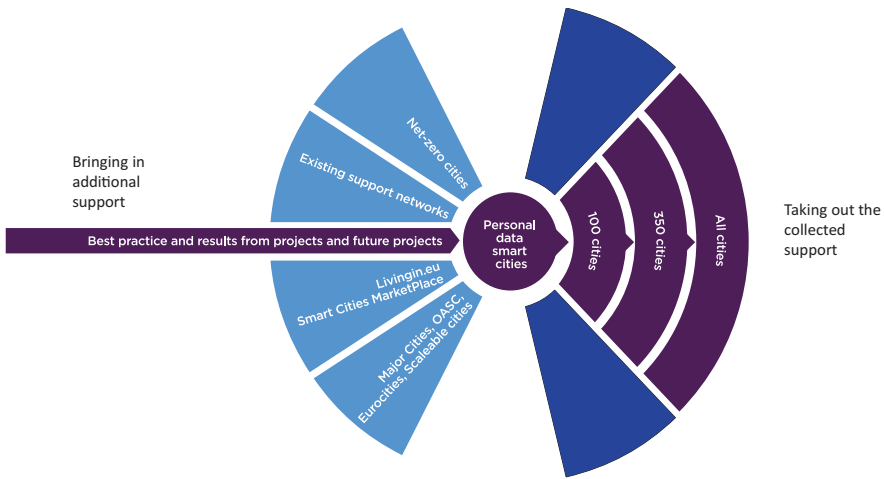 Bringing in
additional
support
Net-zero cities
Existing support networks
Best practice and results from projects and future projects
Livingin.eu
Smart Cities MarketPlace
Major Cities, OASC,
Eurocities, Scaleable cities
Personal
data
smart
cities
100 cities
350 cities
All cities
Taking out the
collected
support